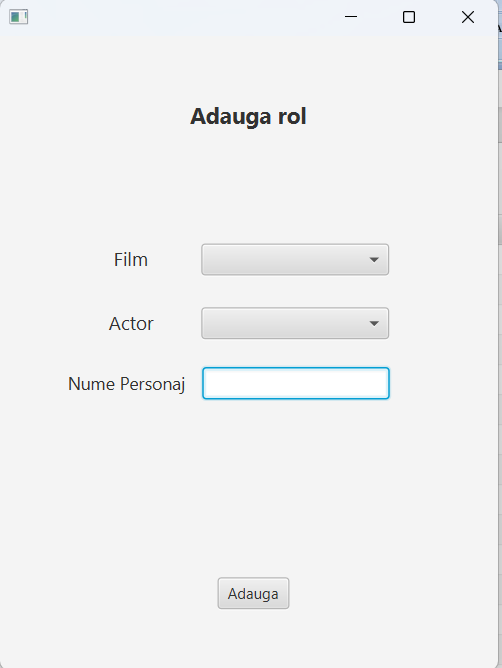 Adauga rol
Film
Actor
Nume Personaj
Adauga